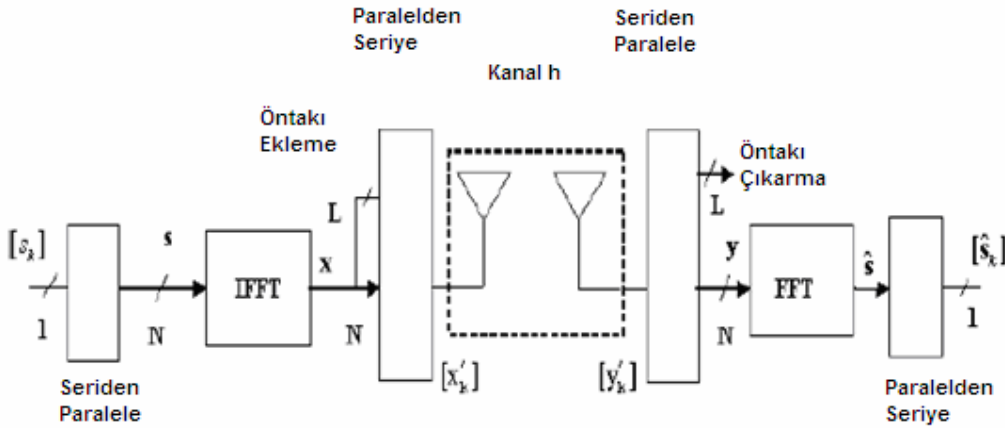 Paralelden
Seriye
Seriden
Paralele
Kanal h
Öntakı
Ekleme
Öntakı
Çıkarma
L
L
[s_k]
s
x
y
ŝ
[ŝ_k]
IFFT
FFT
1
N
N
N
1
[x'_k]
[y'_k]
Seriden
Paralele
Paralelden
Seriye